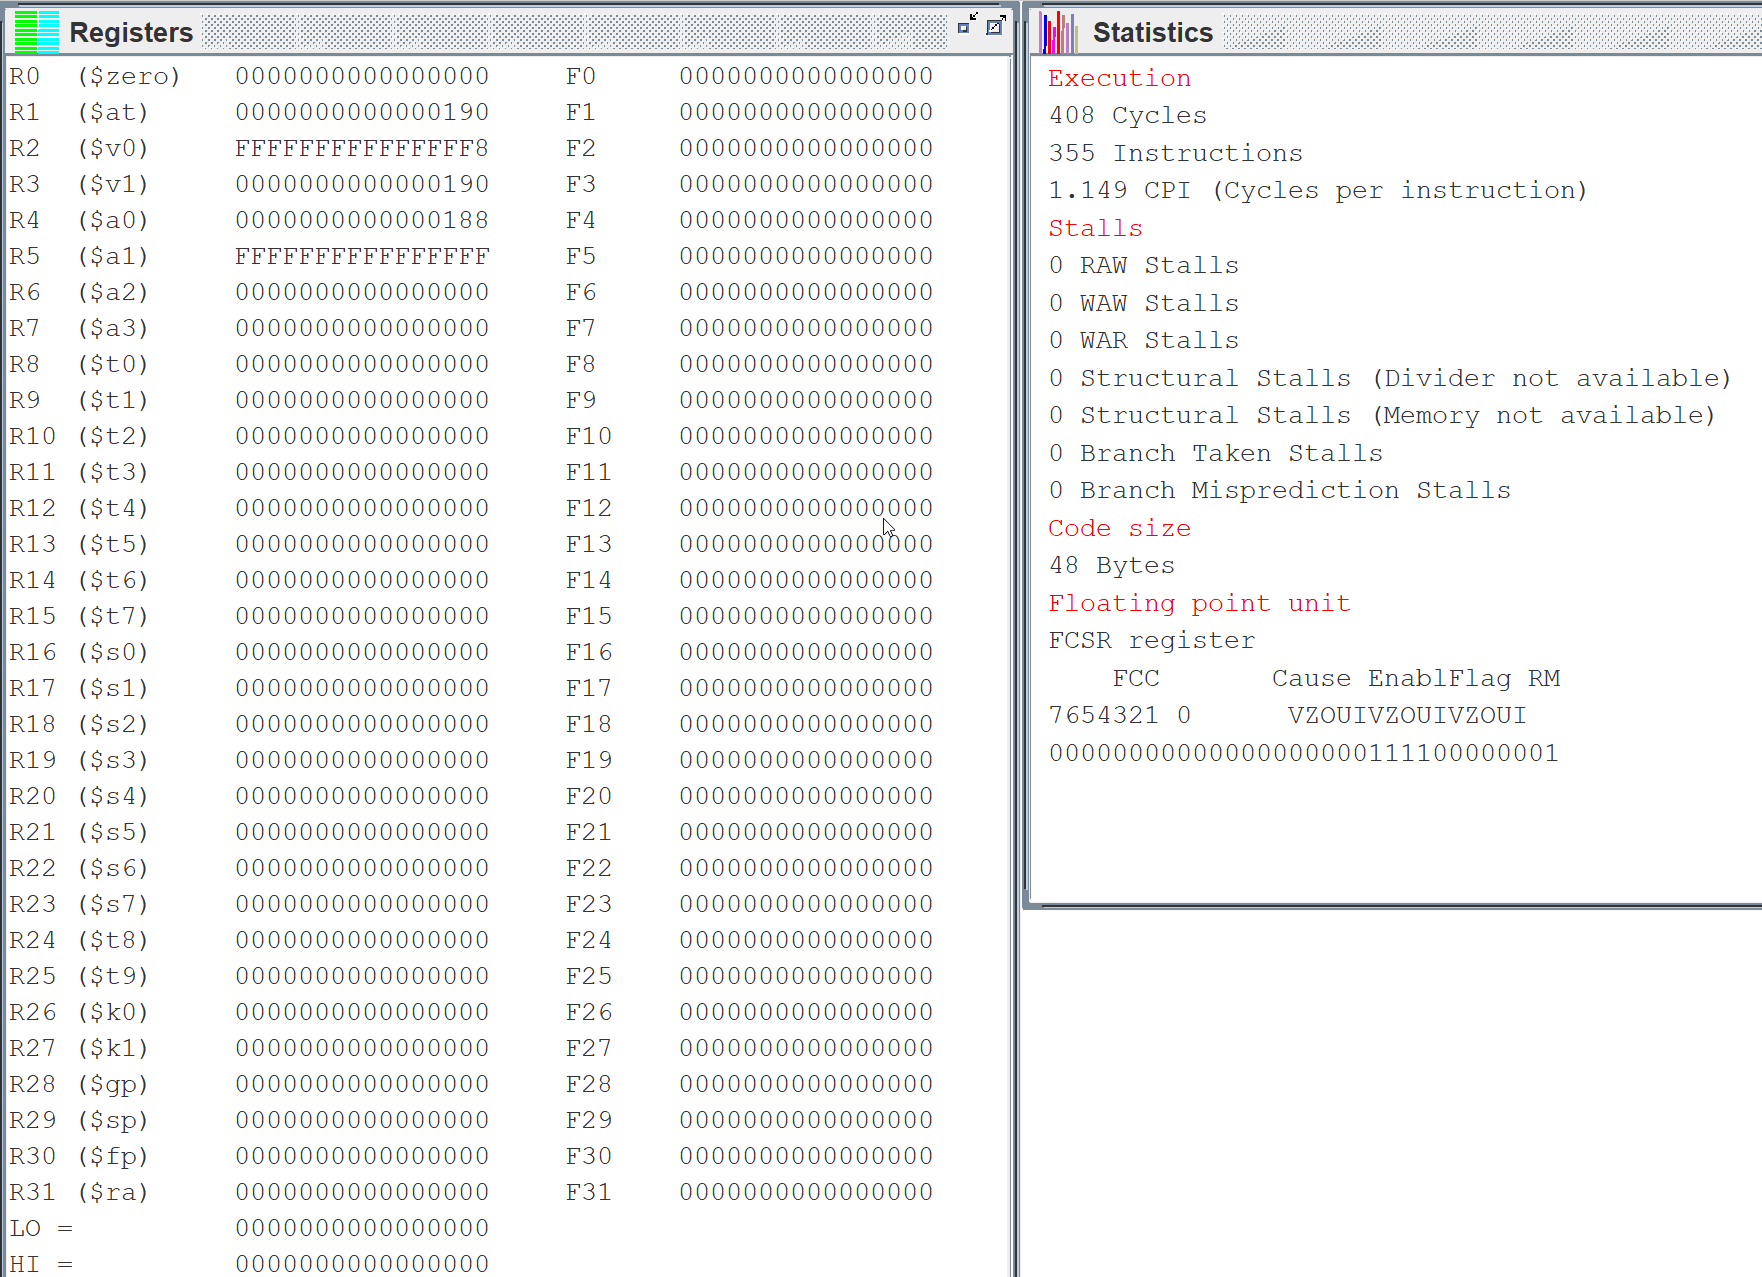 Registers
R0 ($zero) 0000000000000000 F0 0000000000000000
R1 ($at) 0000000000000190 F1 0000000000000000
R2 ($v0) FFFFFFFFFFFFFFF8 F2 0000000000000000
R3 ($v1) 0000000000000190 F3 0000000000000000
R4 ($a0) 0000000000000188 F4 0000000000000000
R5 ($a1) FFFFFFFFFFFFFFFF F5 0000000000000000
R6 ($a2) 0000000000000000 F6 0000000000000000
R7 ($a3) 0000000000000000 F7 0000000000000000
R8 ($t0) 0000000000000000 F8 0000000000000000
R9 ($t1) 0000000000000000 F9 0000000000000000
R10 ($t2) 0000000000000000 F10 0000000000000000
R11 ($t3) 0000000000000000 F11 0000000000000000
R12 ($t4) 0000000000000000 F12 0000000000000000
R13 ($t5) 0000000000000000 F13 0000000000000000
R14 ($t6) 0000000000000000 F14 0000000000000000
R15 ($t7) 0000000000000000 F15 0000000000000000
R16 ($s0) 0000000000000000 F16 0000000000000000
R17 ($s1) 0000000000000000 F17 0000000000000000
R18 ($s2) 0000000000000000 F18 0000000000000000
R19 ($s3) 0000000000000000 F19 0000000000000000
R20 ($s4) 0000000000000000 F20 0000000000000000
R21 ($s5) 0000000000000000 F21 0000000000000000
R22 ($s6) 0000000000000000 F22 0000000000000000
R23 ($s7) 0000000000000000 F23 0000000000000000
R24 ($t8) 0000000000000000 F24 0000000000000000
R25 ($t9) 0000000000000000 F25 0000000000000000
R26 ($k0) 0000000000000000 F26 0000000000000000
R27 ($k1) 0000000000000000 F27 0000000000000000
R28 ($gp) 0000000000000000 F28 0000000000000000
R29 ($sp) 0000000000000000 F29 0000000000000000
R30 ($fp) 0000000000000000 F30 0000000000000000
R31 ($ra) 0000000000000000 F31 0000000000000000
LO = 0000000000000000
HI = 0000000000000000
Statistics
Execution
408 Cycles
355 Instructions
1.149 CPI (Cycles per instruction)
Stalls
0 RAW Stalls
0 WAW Stalls
0 WAR Stalls
0 Structural Stalls (Divider not available)
0 Structural Stalls (Memory not available)
0 Branch Taken Stalls
0 Branch Misprediction Stalls
Code size
48 Bytes
Floating point unit
FCSR register
FCC Cause EnablFlag RM
7654321 0 VZOUIVZOUIVZOUI
00000000000000000000111100000001